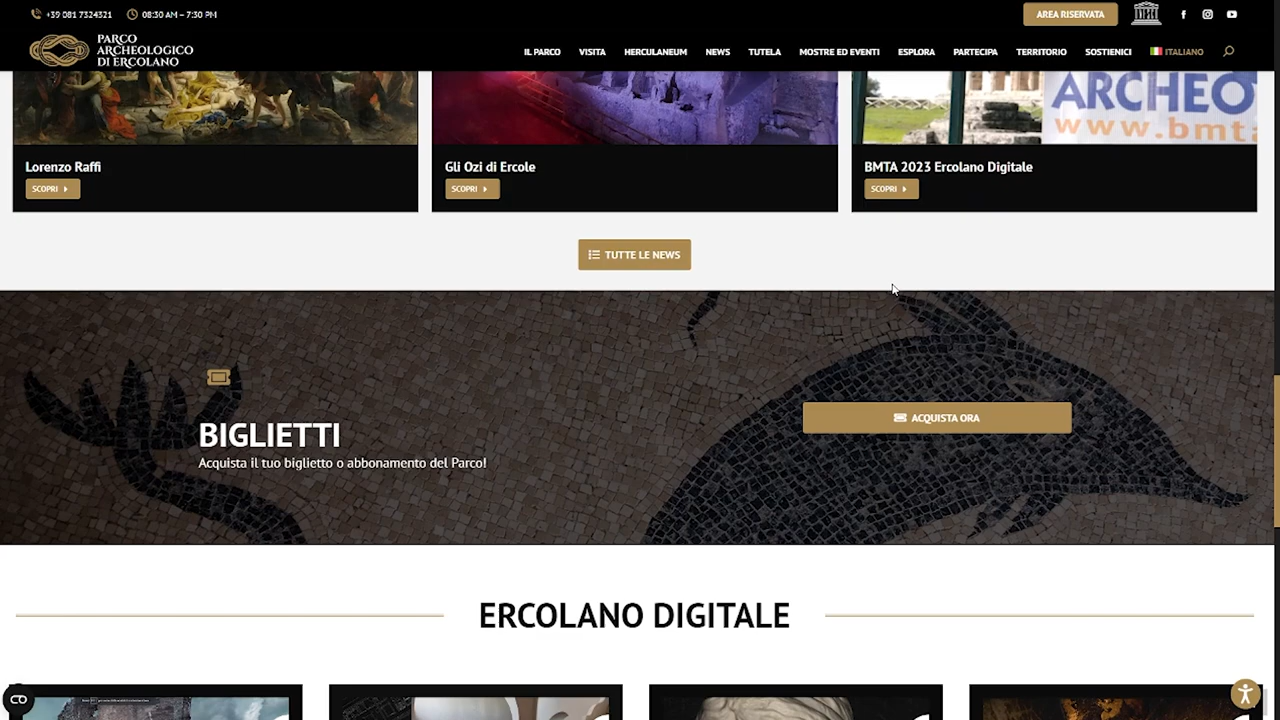 +39 081 7324321
08:30 AM – 7:30 PM
AREA RISERVATA
PARCO
ARCHEOLOGICO
DI ERCOLANO
IL PARCO
VISITA
HERCULANEUM
NEWS
TUTELA
MOSTRE ED EVENTI
ESPLORA
PARTECIPA
TERRITORIO
SOSTIENICI
ITALIANO
ARCHEO
www.bmta
Lorenzo Raffi
SCOPRI
Gli Ozi di Ercole
SCOPRI
BMTA 2023 Ercolano Digitale
SCOPRI
TUTTE LE NEWS
BIGLIETTI
Acquista il tuo biglietto o abbonamento del Parco!
ACQUISTA ORA
ERCOLANO DIGITALE